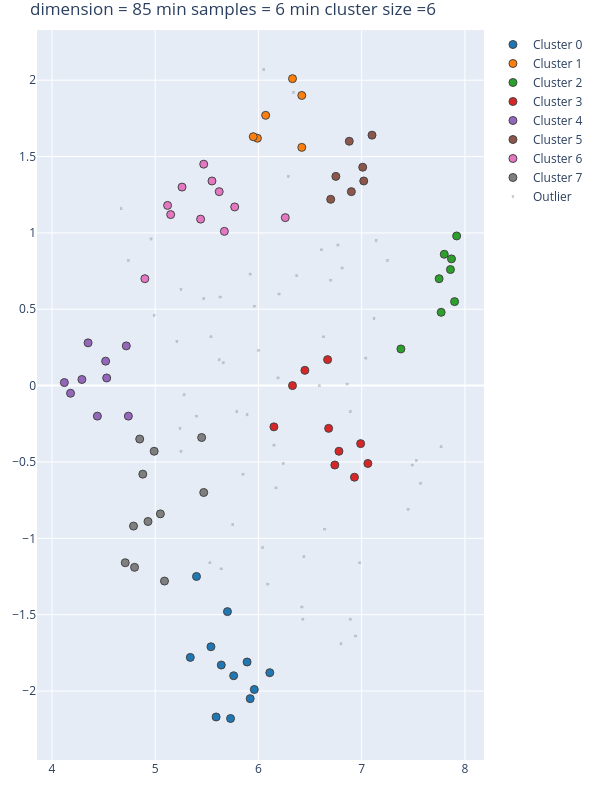 dimension = 85 min samples = 6 min cluster size =6
2
1.5
1
0.5
0
−0.5
−1
−1.5
−2
4 5 6 7 8
Cluster 0
Cluster 1
Cluster 2
Cluster 3
Cluster 4
Cluster 5
Cluster 6
Cluster 7
Outlier